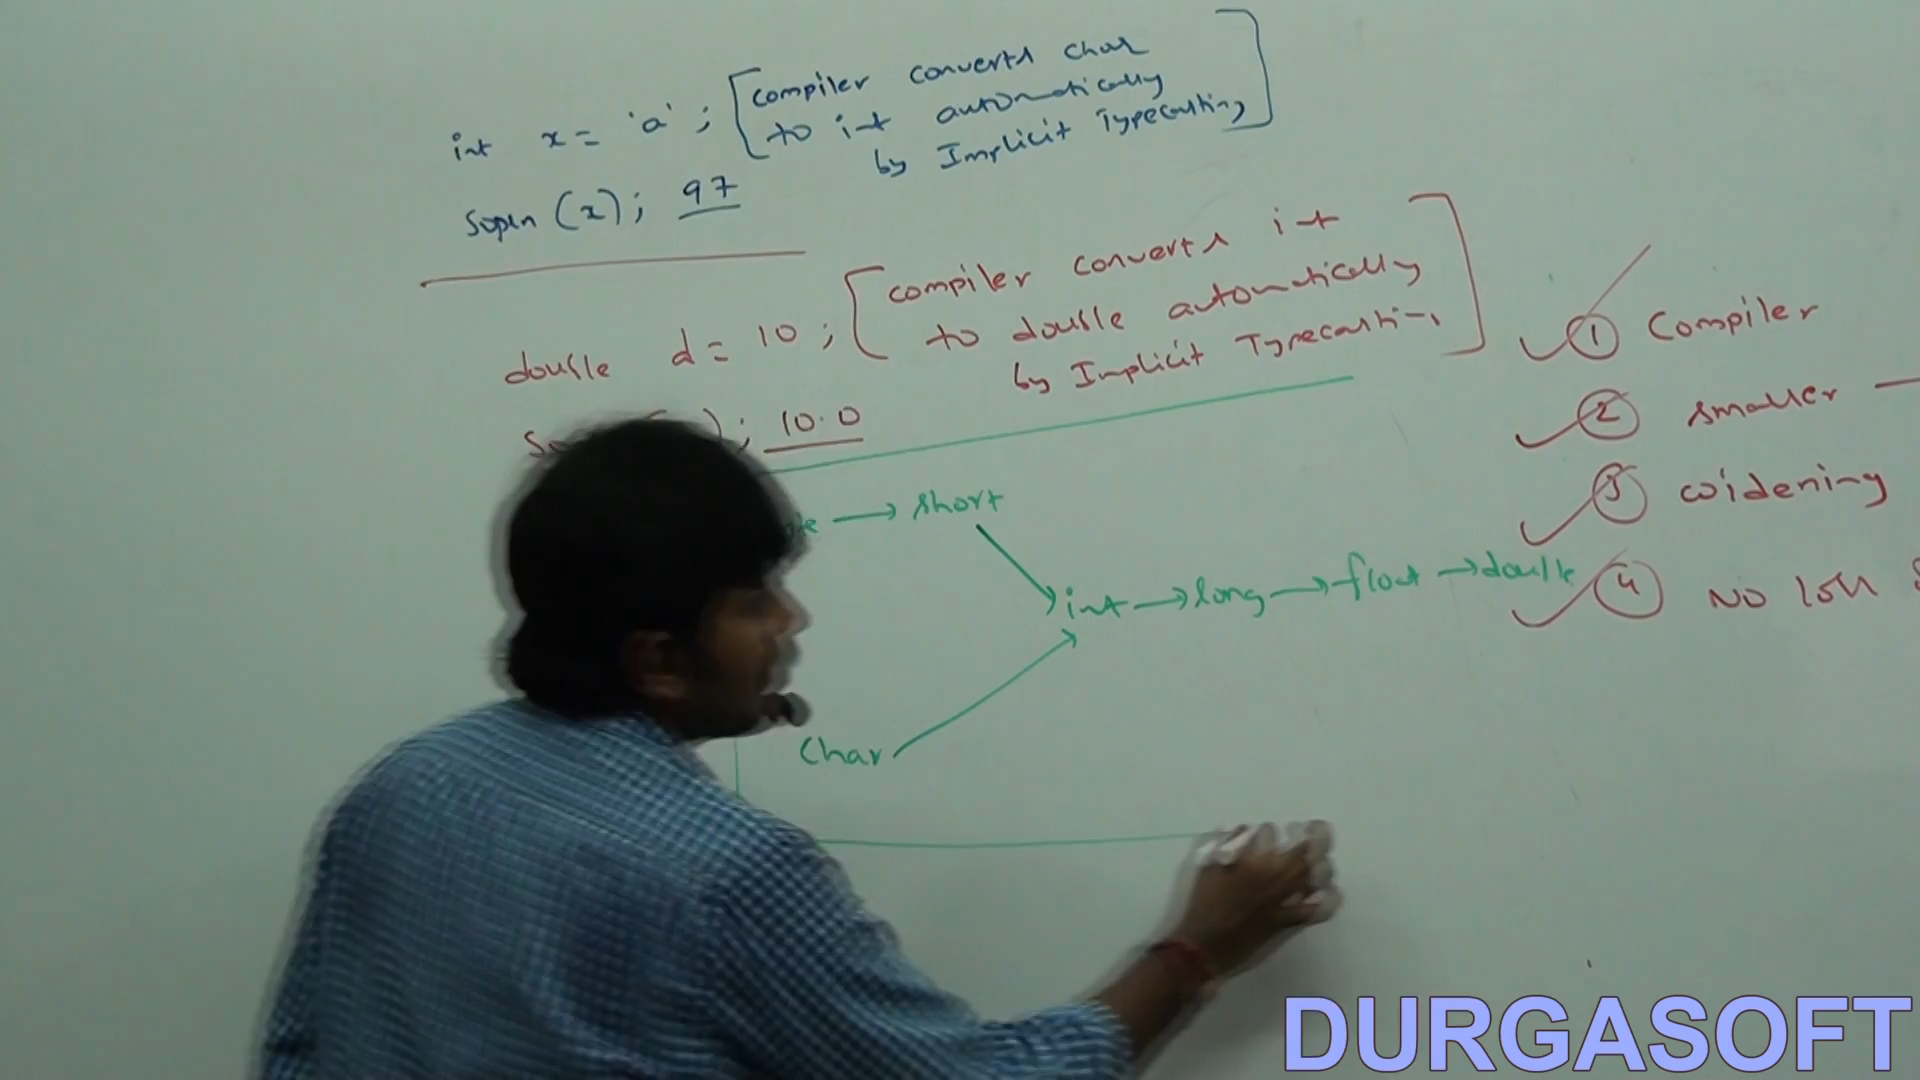 int x = 'a'; [compiler converts char
to int automatically
by Implicit Typecasting]
sopln (x); 97
double d = 10; [compiler converts int
to double automatically
by Implicit Typecasting]
); 10.0
→ short
int → long → float → double
Char
1 Compiler
2 smaller —
3 widening
4 No loss
DURGASOFT